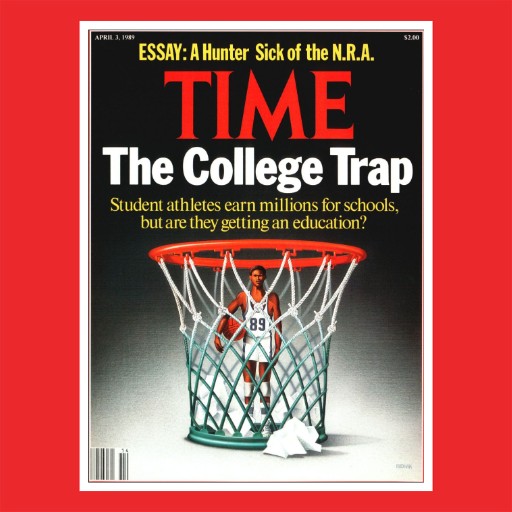 APRIL 3, 1989
$2.00
ESSAY: A Hunter Sick of the N.R.A.
TIME
The College Trap
Student athletes earn millions for schools,
but are they getting an education?
89
14